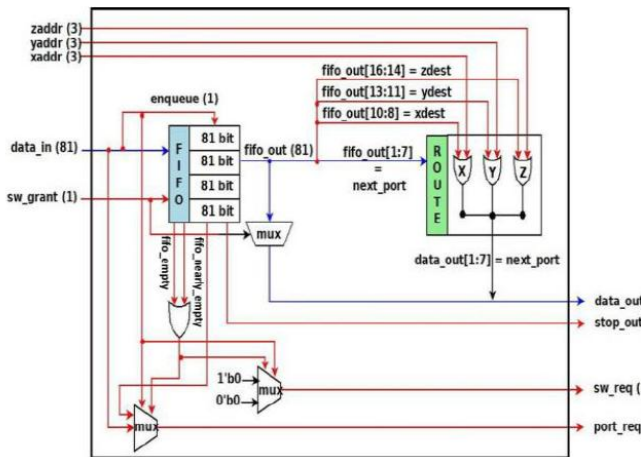 zaddr (3)
yaddr (3)
xaddr (3)
fifo_out[16:14] = zdest
fifo_out[13:11] = ydest
fifo_out[10:8] = xdest
enqueue (1)
data_in (81)
FIFO
81 bit
81 bit
81 bit
81 bit
fifo_out (81)
fifo_out[1:7]
=
next_port
ROUTE
X
Y
Z
sw_grant (1)
mux
fifo_empty
fifo_nearly_empty
data_out[1:7] = next_port
data_out
stop_out
1'b0
0'b0
mux
sw_req (
mux
port_req